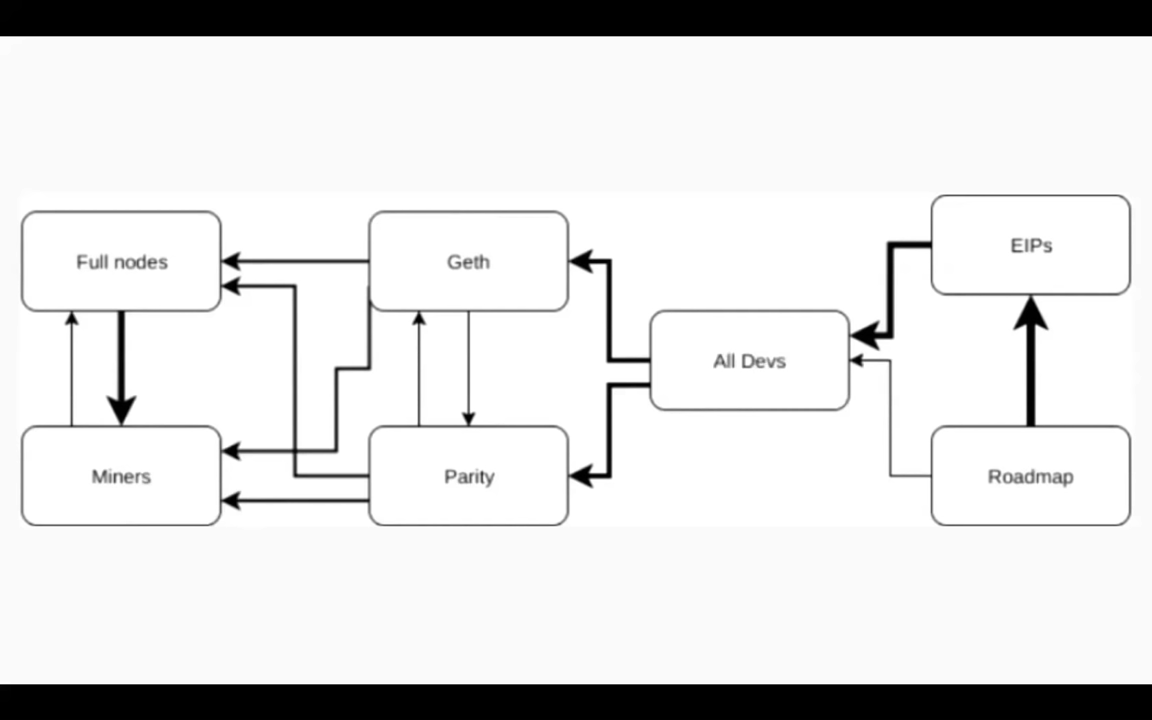 Full nodes
Geth
EIPs
All Devs
Miners
Parity
Roadmap